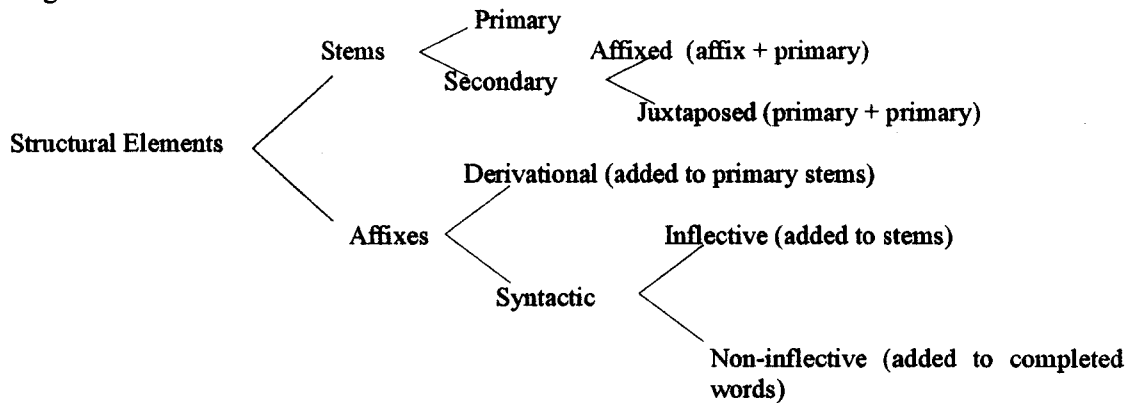 Primary
Stems
Affixed (affix + primary)
Secondary
Juxtaposed (primary + primary)
Structural Elements
Derivational (added to primary stems)
Affixes
Inflective (added to stems)
Syntactic
Non-inflective (added to completed
words)